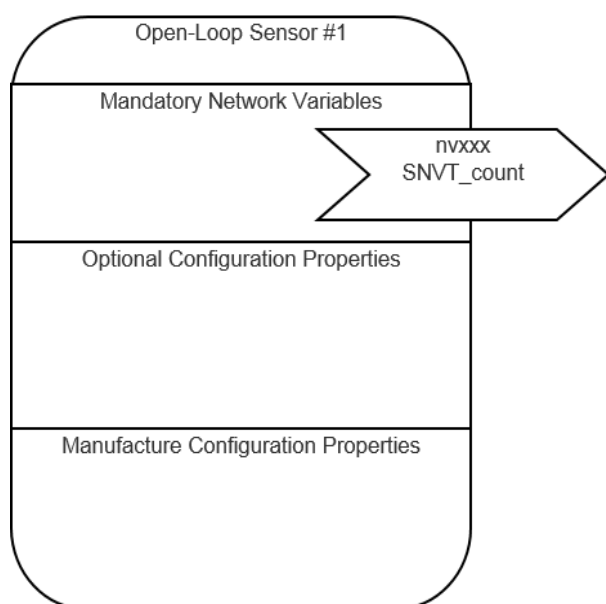 Open-Loop Sensor #1
Mandatory Network Variables
nvxxx
SNVT_count
Optional Configuration Properties
Manufacture Configuration Properties